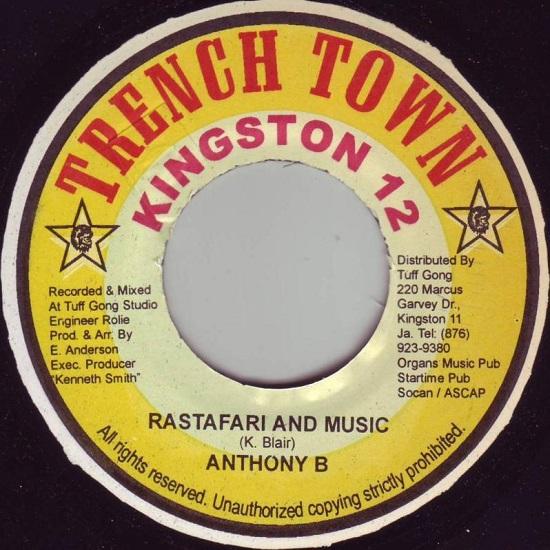 TRENCH TOWN
KINGSTON 12
Recorded & Mixed
At Tuff Gong Studio
Engineer Rolie
Prod. & Arr. By
E. Anderson
Exec. Producer
"Kenneth Smith"
Distributed By
Tuff Gong
220 Marcus
Garvey Dr.,
Kingston 11
Ja. Tel: (876)
923-9380
Organs Music Pub
Startime Pub
Socan / ASCAP
RASTAFARI AND MUSIC
(K. Blair)
ANTHONY B
All rights reserved. Unauthorized copying strictly prohibited.